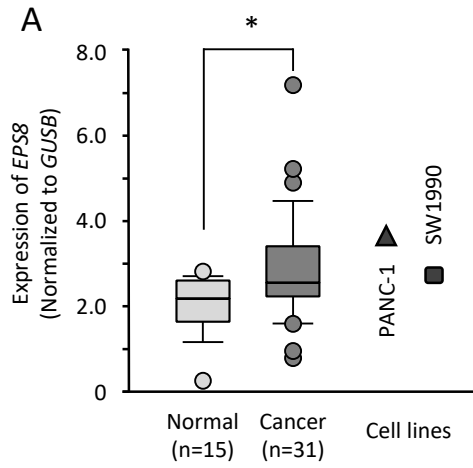 A
*
8.0
6.0
4.0
2.0
0
Expression of EPS8
(Normalized to GUSB)
PANC-1
SW1990
Normal
(n=15)
Cancer
(n=31)
Cell lines